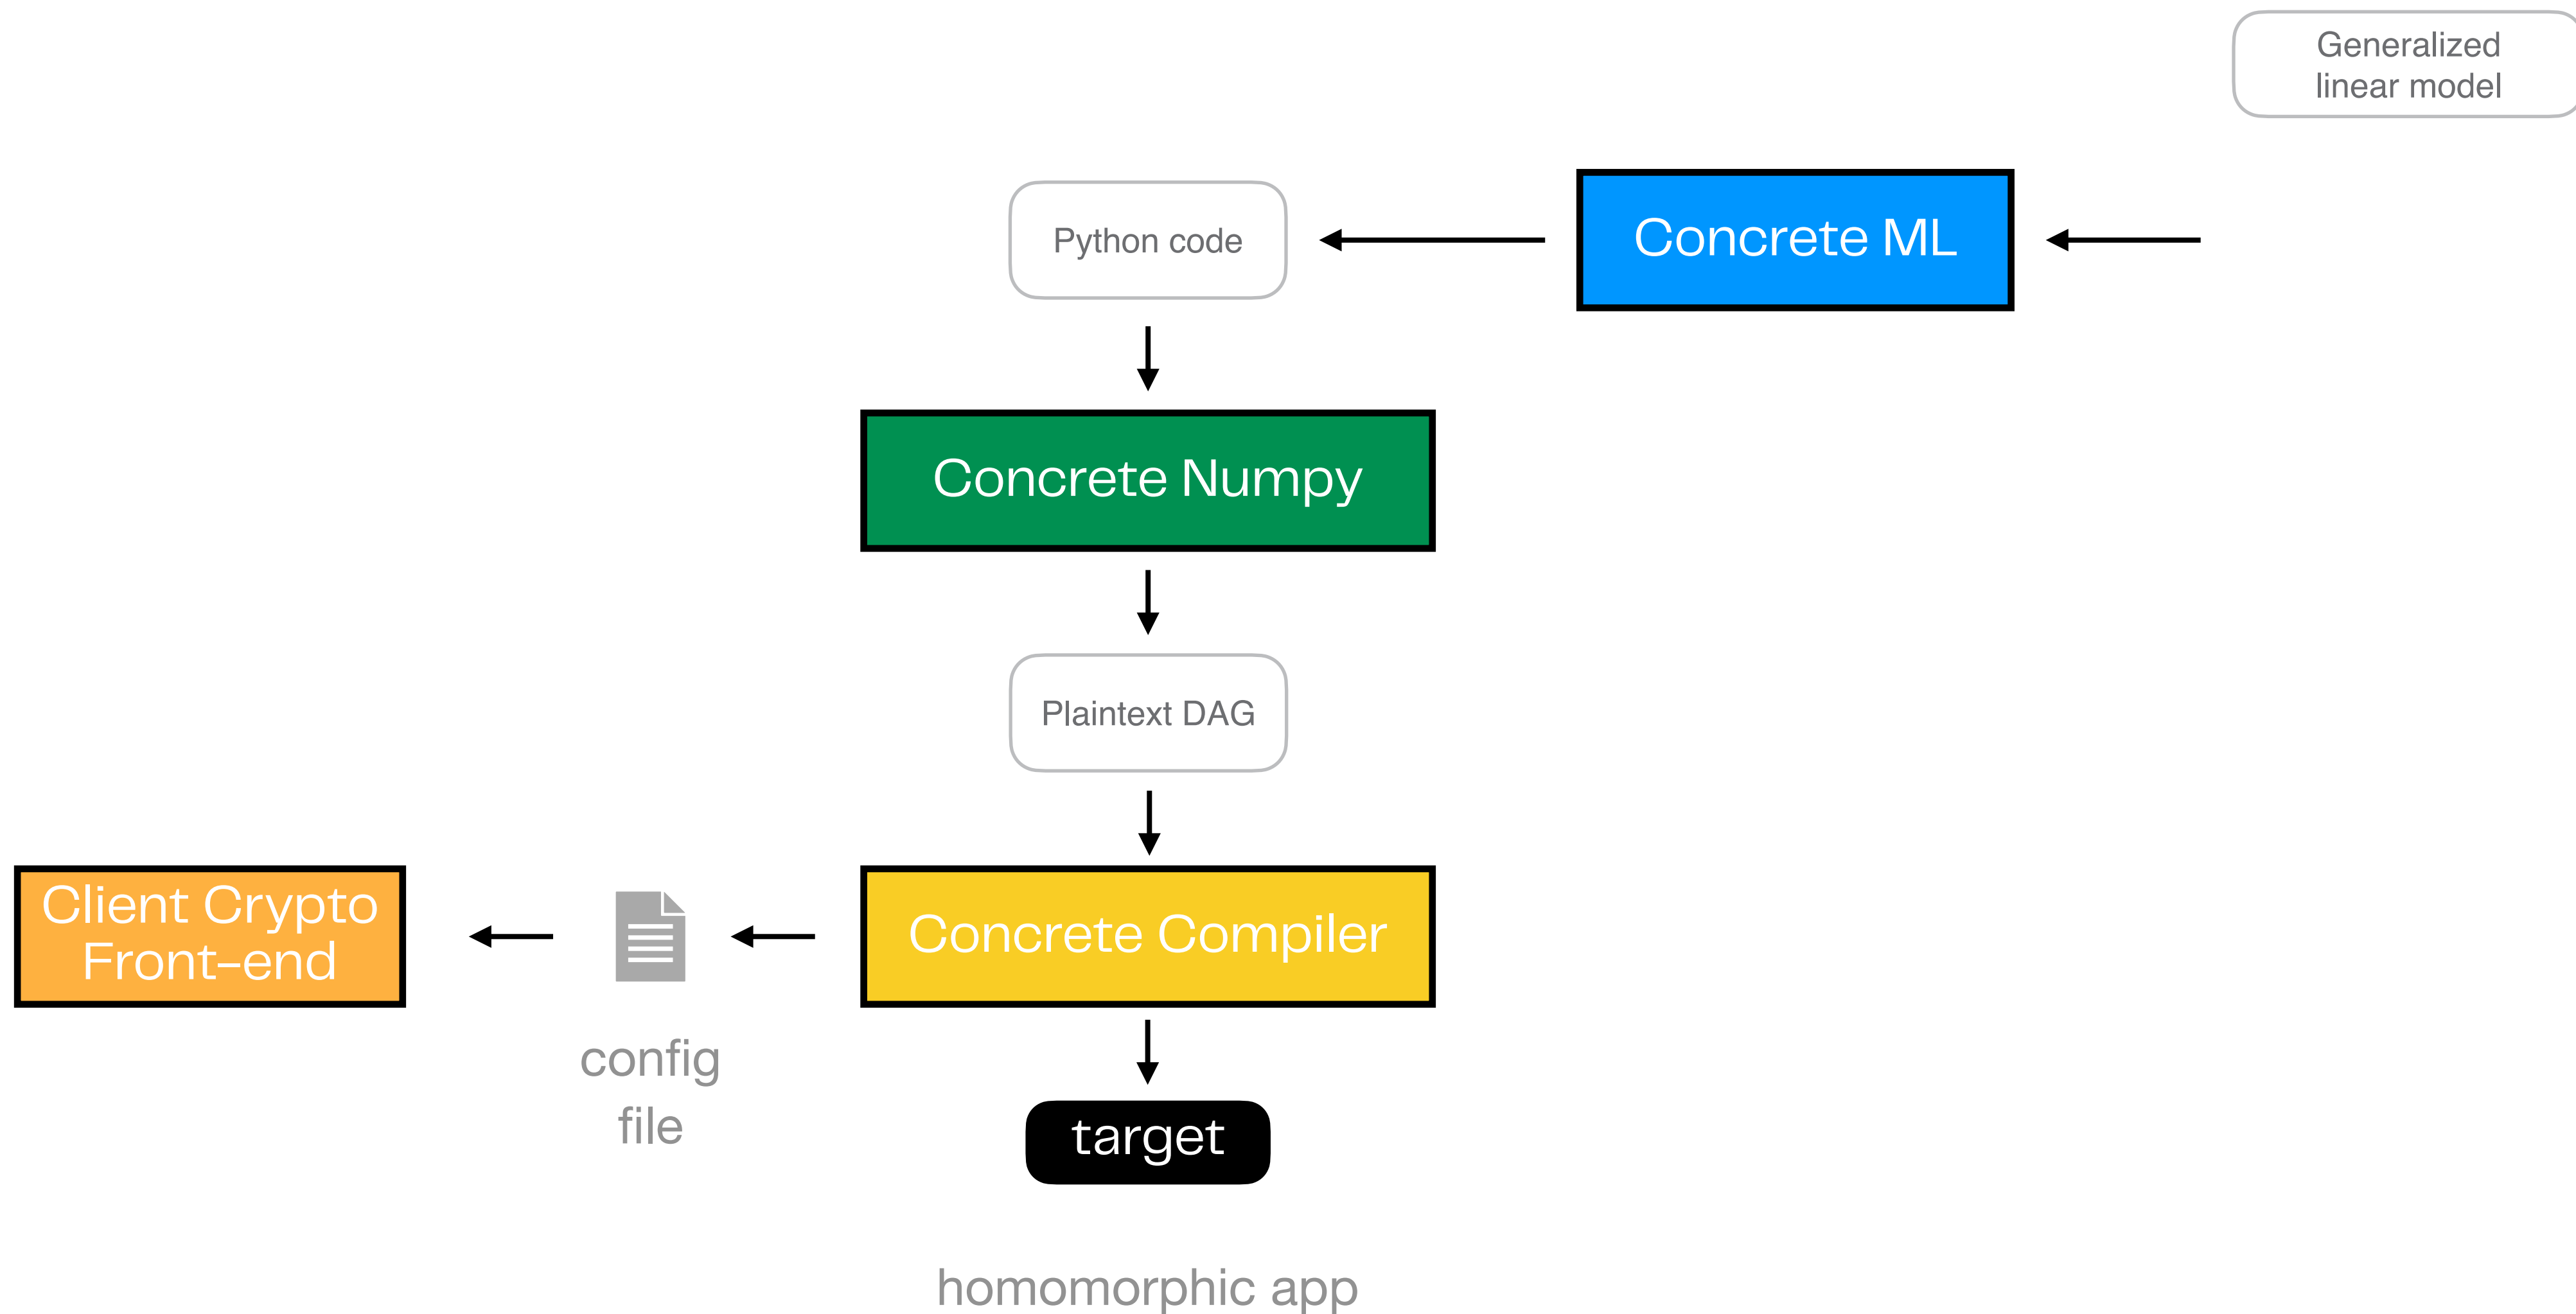 Generalized
linear model
Python code
Concrete ML
Concrete Numpy
Plaintext DAG
Client Crypto
Front-end
Concrete Compiler
config
file
target
homomorphic app